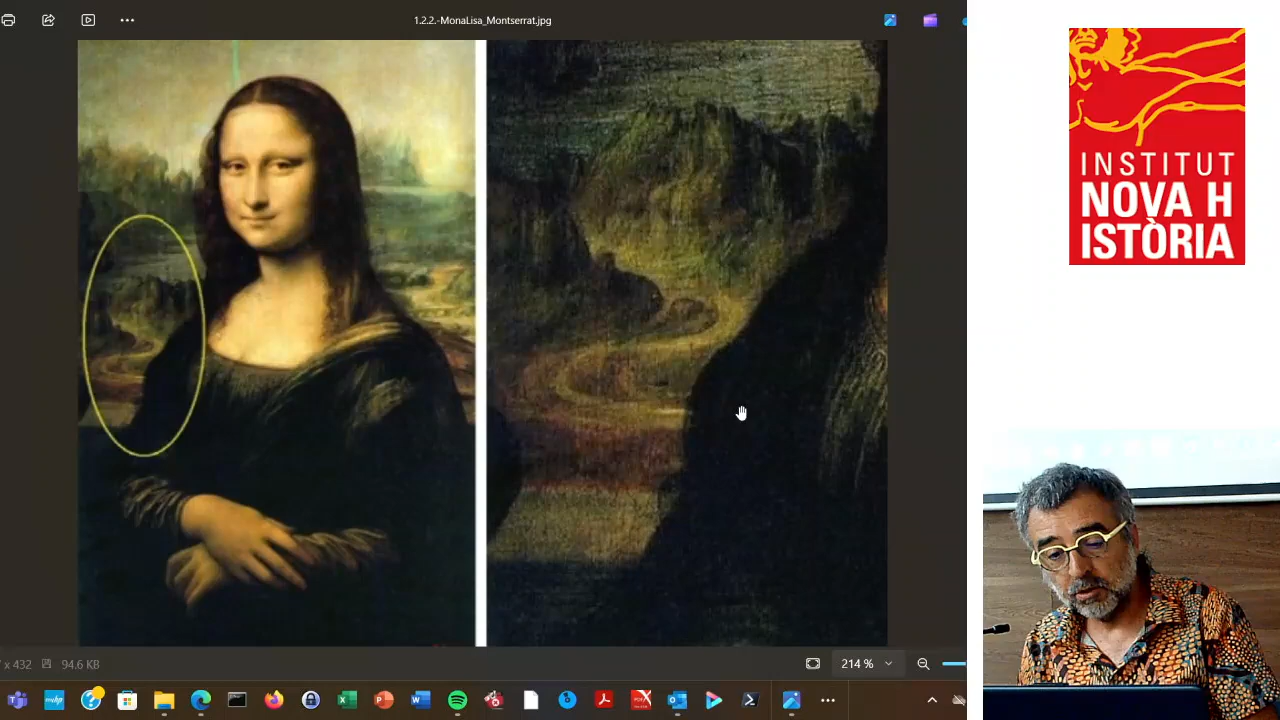 1.2.2.-MonaLisa_Montserrat.jpg
INSTITUT
NOVA H
ISTÒRIA
x 432 94.6 KB
214 %